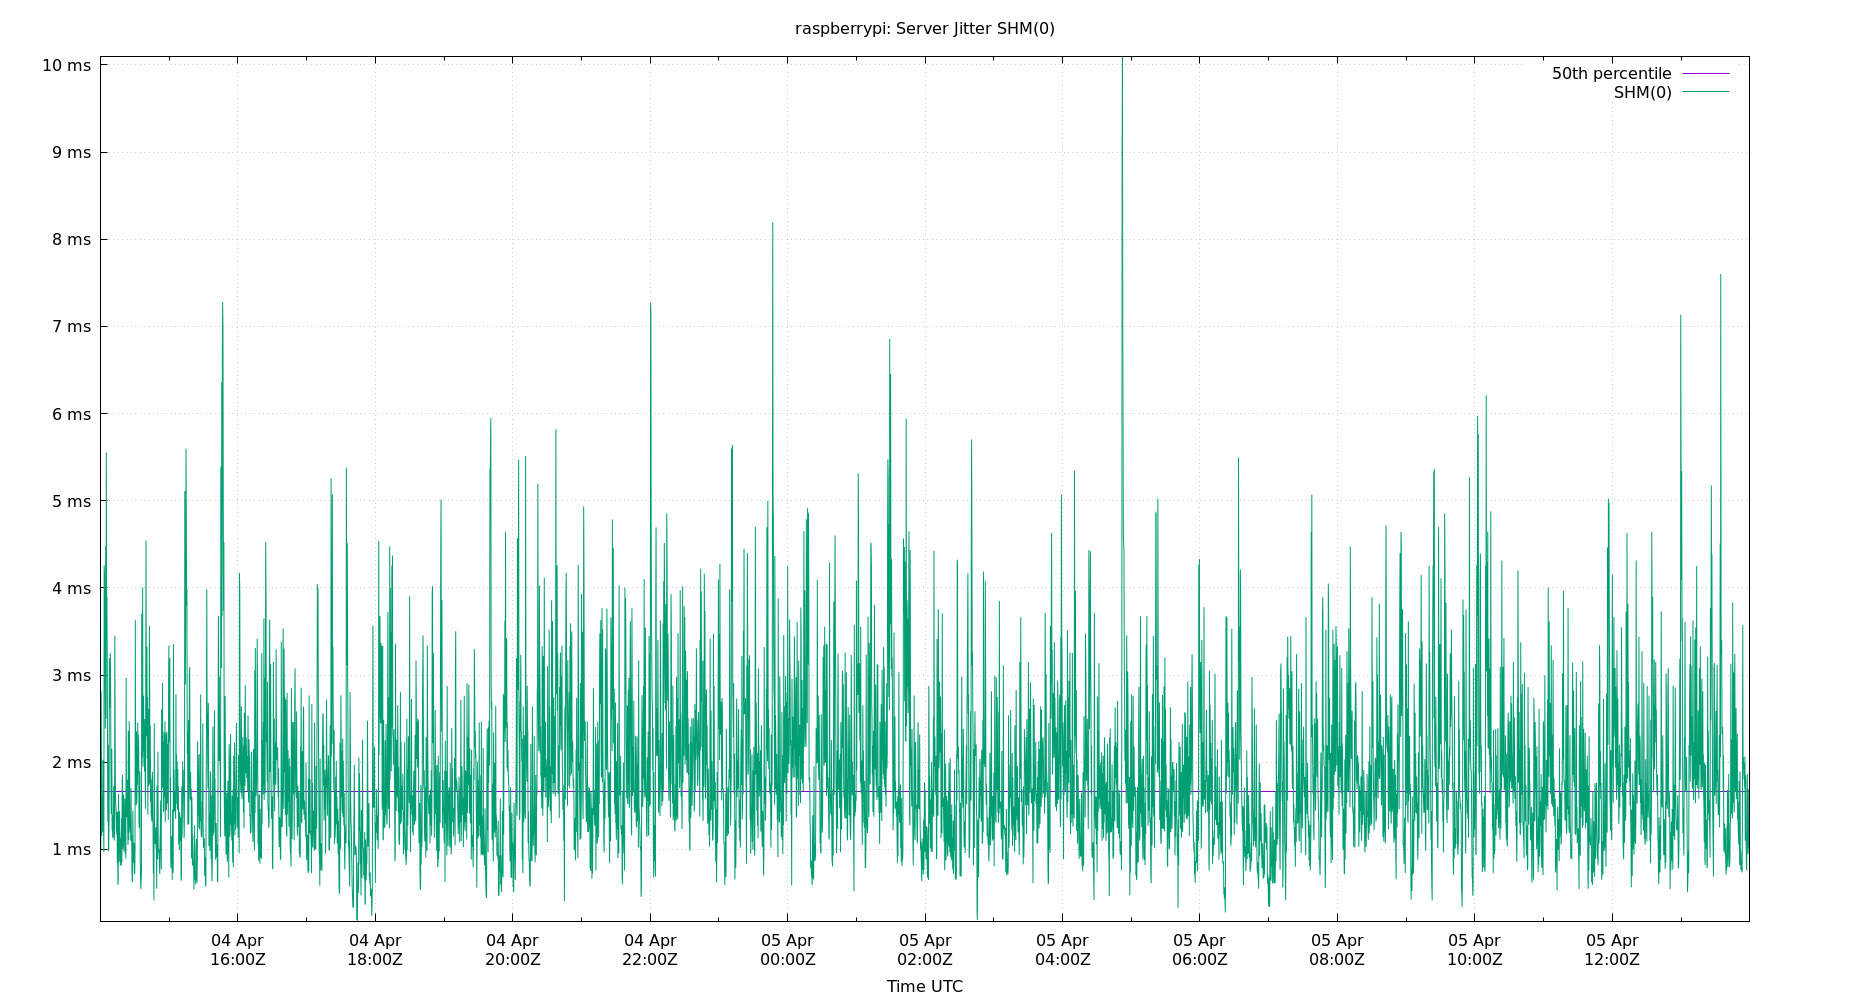 raspberrypi: Server Jitter SHM(0)
10 ms
9 ms
8 ms
7 ms
6 ms
5 ms
4 ms
3 ms
2 ms
1 ms
50th percentile
SHM(0)
04 Apr 04 Apr 04 Apr 04 Apr 05 Apr 05 Apr 05 Apr 05 Apr 05 Apr 05 Apr 05 Apr
16:00Z 18:00Z 20:00Z 22:00Z 00:00Z 02:00Z 04:00Z 06:00Z 08:00Z 10:00Z 12:00Z
Time UTC